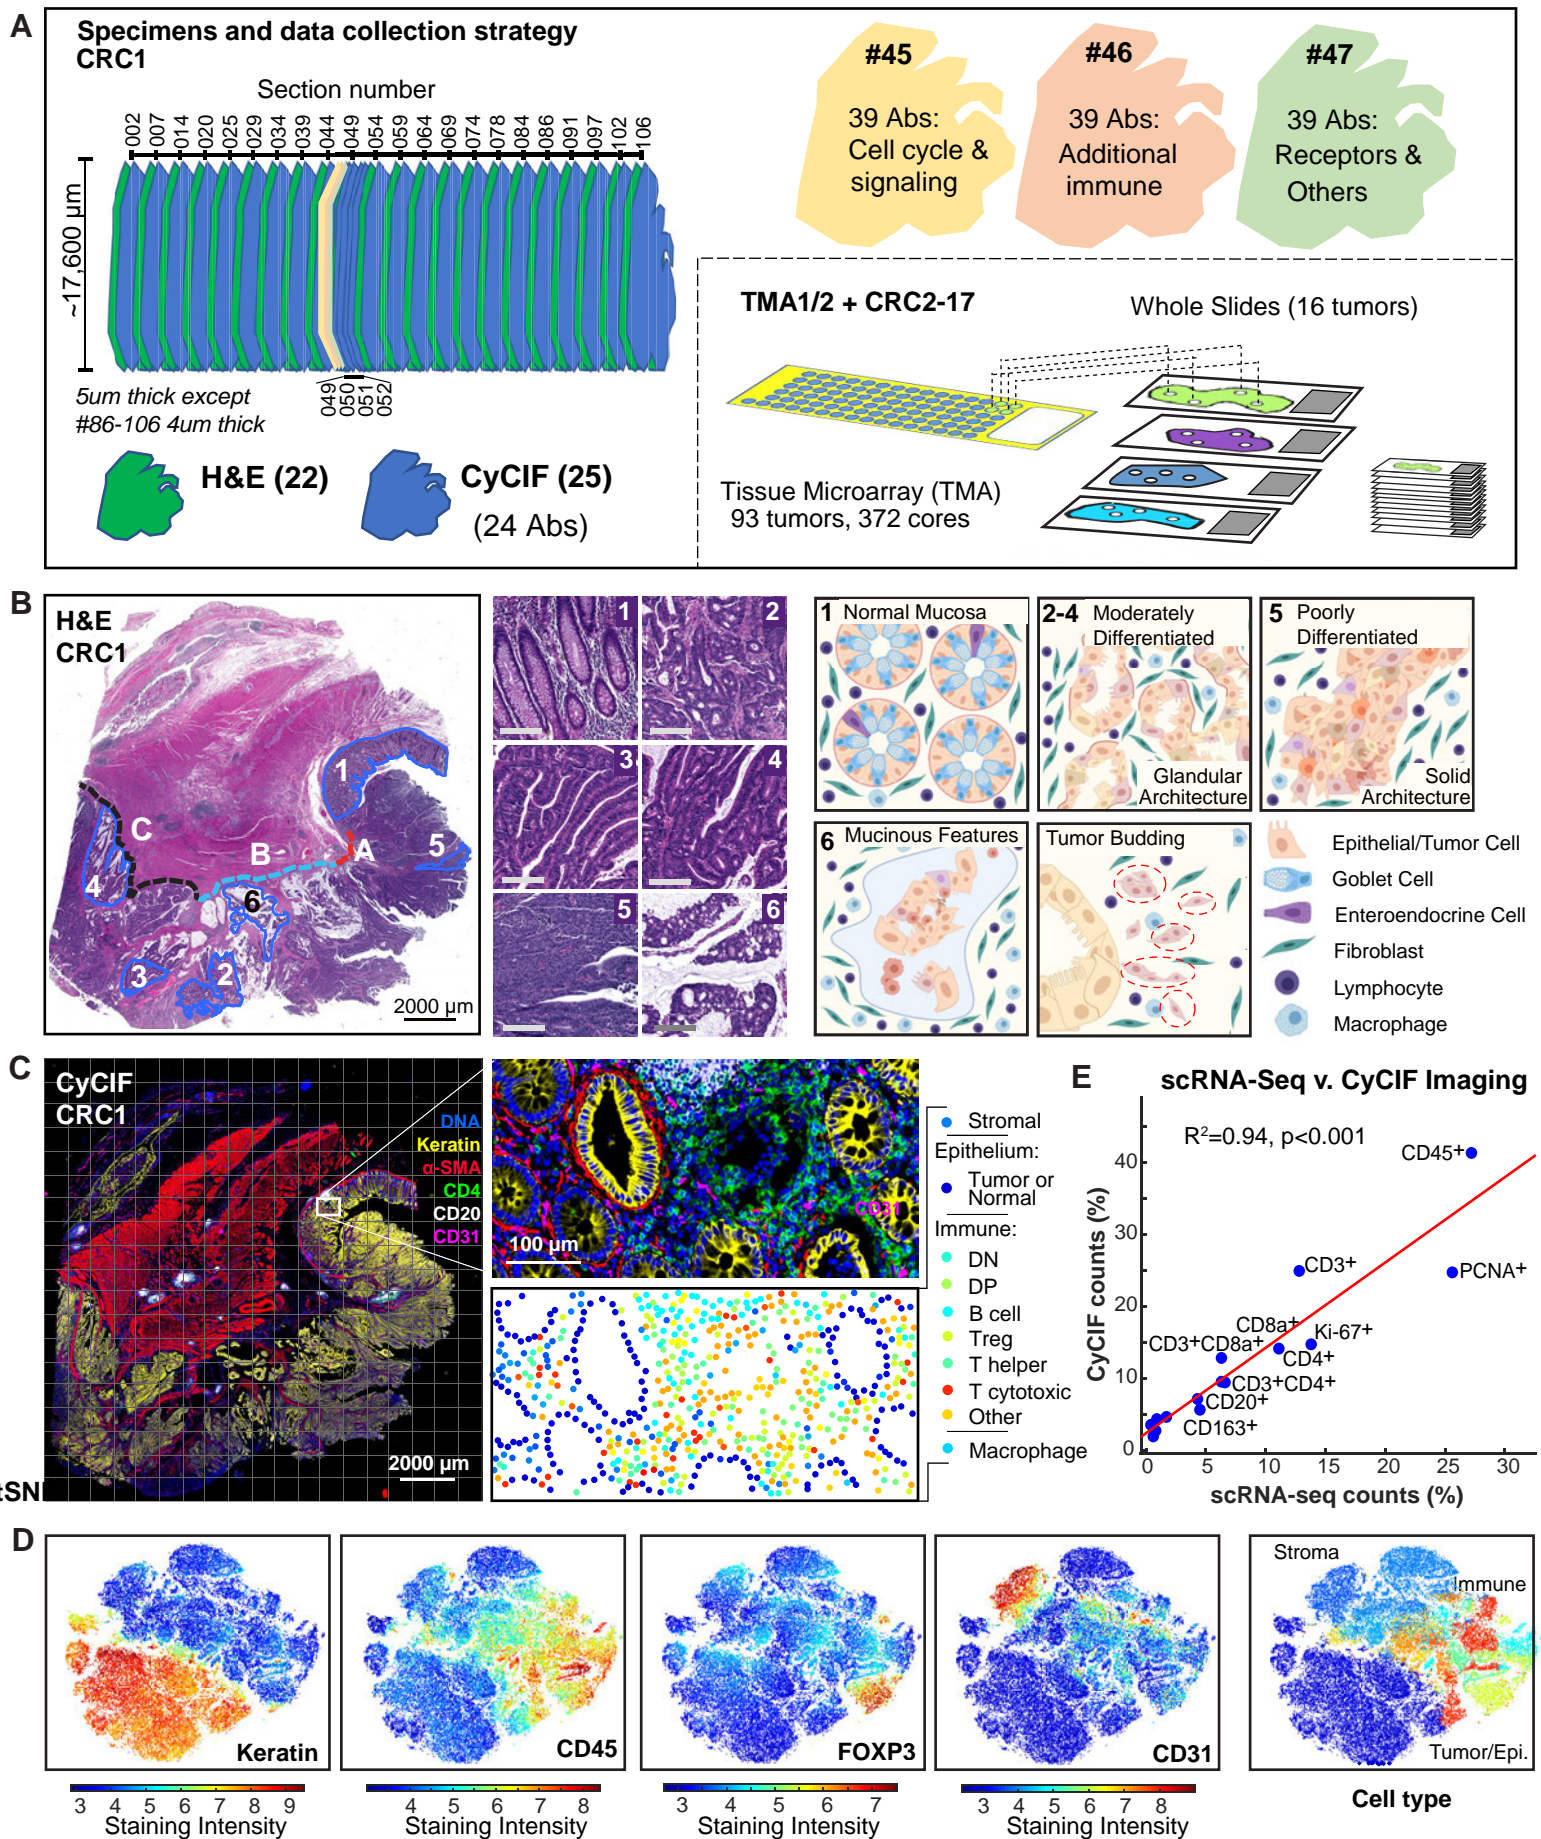 A
Specimens and data collection strategy
CRC1
Section number
002
007
014
020
025
029
034
039
044
049
054
059
064
069
074
078
084
086
091
097
102
106
~17,600 µm
049
050
051
052
5um thick except
#86-106 4um thick
H&E (22)
CyCIF (25)
(24 Abs)
#45
39 Abs:
Cell cycle &
signaling
#46
39 Abs:
Additional
immune
#47
39 Abs:
Receptors &
Others
TMA1/2 + CRC2-17
Whole Slides (16 tumors)
Tissue Microarray (TMA)
93 tumors, 372 cores
B
H&E
CRC1
1
C
B
A
5
4
6
3
2
2000 µm
1
2
3
4
5
6
1 Normal Mucosa
2-4 Moderately
Differentiated
Glandular
Architecture
5 Poorly
Differentiated
Solid
Architecture
6 Mucinous Features
Tumor Budding
Epithelial/Tumor Cell
Goblet Cell
Enteroendocrine Cell
Fibroblast
Lymphocyte
Macrophage
C
CyCIF
CRC1
DNA
Keratin
α-SMA
CD4
CD20
CD31
2000 µm
tSN
CD31
100 µm
Stromal
Epithelium:
Tumor or
Normal
Immune:
DN
DP
B cell
Treg
T helper
T cytotoxic
Other
Macrophage
E
scRNA-Seq v. CyCIF Imaging
R²=0.94, p<0.001
CyCIF counts (%)
40
30
20
10
0
CD45+
CD3+
PCNA+
CD8a+
Ki-67+
CD3+CD8a+
CD4+
CD3+CD4+
CD20+
CD163+
0 5 10 15 20 25 30
scRNA-seq counts (%)
D
Keratin
3 4 5 6 7 8 9
Staining Intensity
CD45
4 5 6 7 8
Staining Intensity
FOXP3
3 4 5 6 7
Staining Intensity
CD31
3 4 5 6 7 8
Staining Intensity
Stroma
Immune
Tumor/Epi.
Cell type